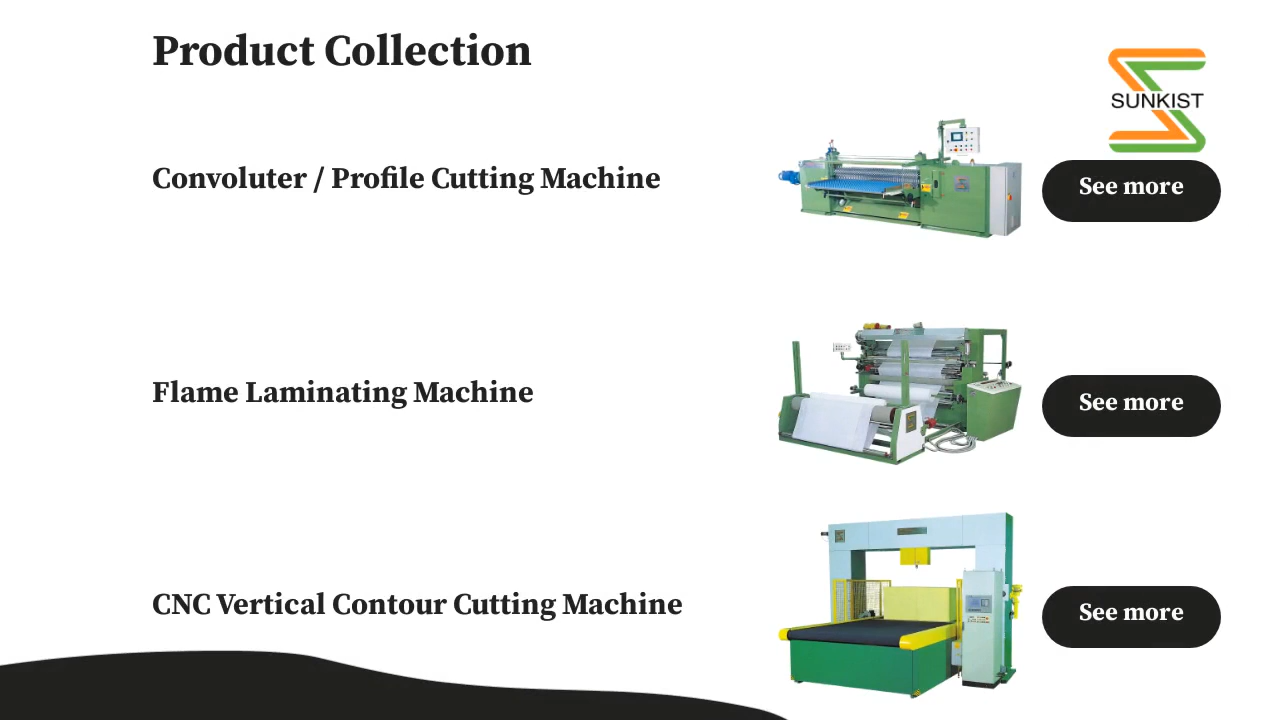 Product Collection
SUNKIST
Convoluter / Profile Cutting Machine
See more
Flame Laminating Machine
See more
CNC Vertical Contour Cutting Machine
See more